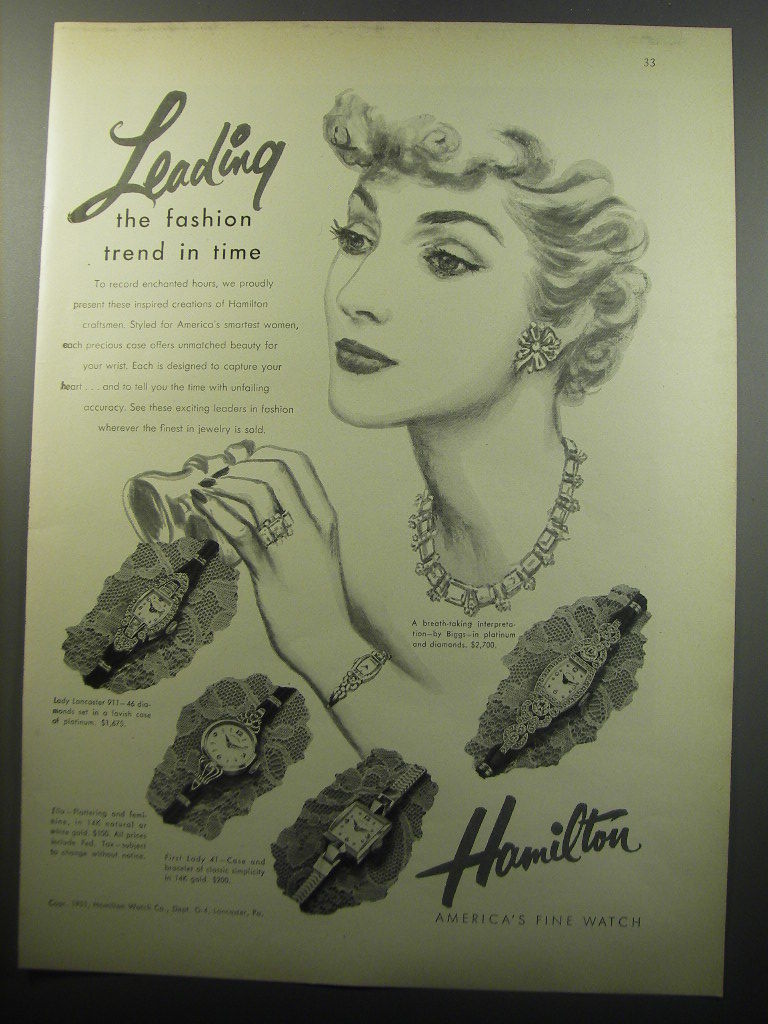 33
Leading
the fashion
trend in time
To record enchanted hours, we proudly
present these inspired creations of Hamilton
craftsmen. Styled for America's smartest women,
each precious case offers unmatched beauty for
your wrist. Each is designed to capture your
heart . . . and to tell you the time with unfailing
accuracy. See these exciting leaders in fashion
wherever the finest in jewelry is sold.
A breath-taking interpreta-
tion—by Biggs—in platinum
and diamonds. $2,700.
Lady Lancaster 911—46 dia-
monds set in a lavish case
of platinum. $1,675.
Ella—Flattering and femi-
nine, in 14K natural or
white gold. $100. All prices
include Fed. Tax—subject
to change without notice.
First Lady A1—Case and
bracelet of classic simplicity
in 14K gold. $200.
Hamilton
AMERICA'S FINE WATCH
Copr. 1951, Hamilton Watch Co., Dept. G-4, Lancaster, Pa.